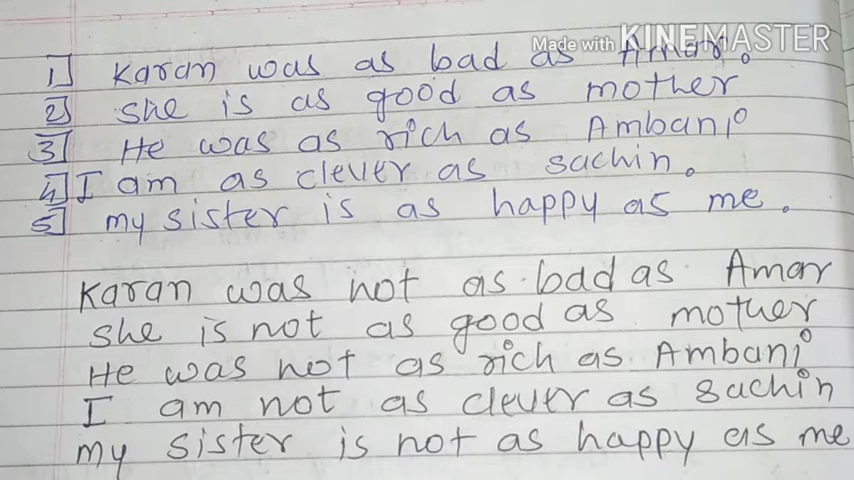 Made with KINEMASTER
1] Karan was as bad as Amar.
2] She is as good as mother
3] He was as rich as Ambani
4] I am as clever as sachin.
5] my sister is as happy as me.
Karan was not as bad as Amar
She is not as good as mother
He was not as rich as Ambani
I am not as clever as sachin
my sister is not as happy as me